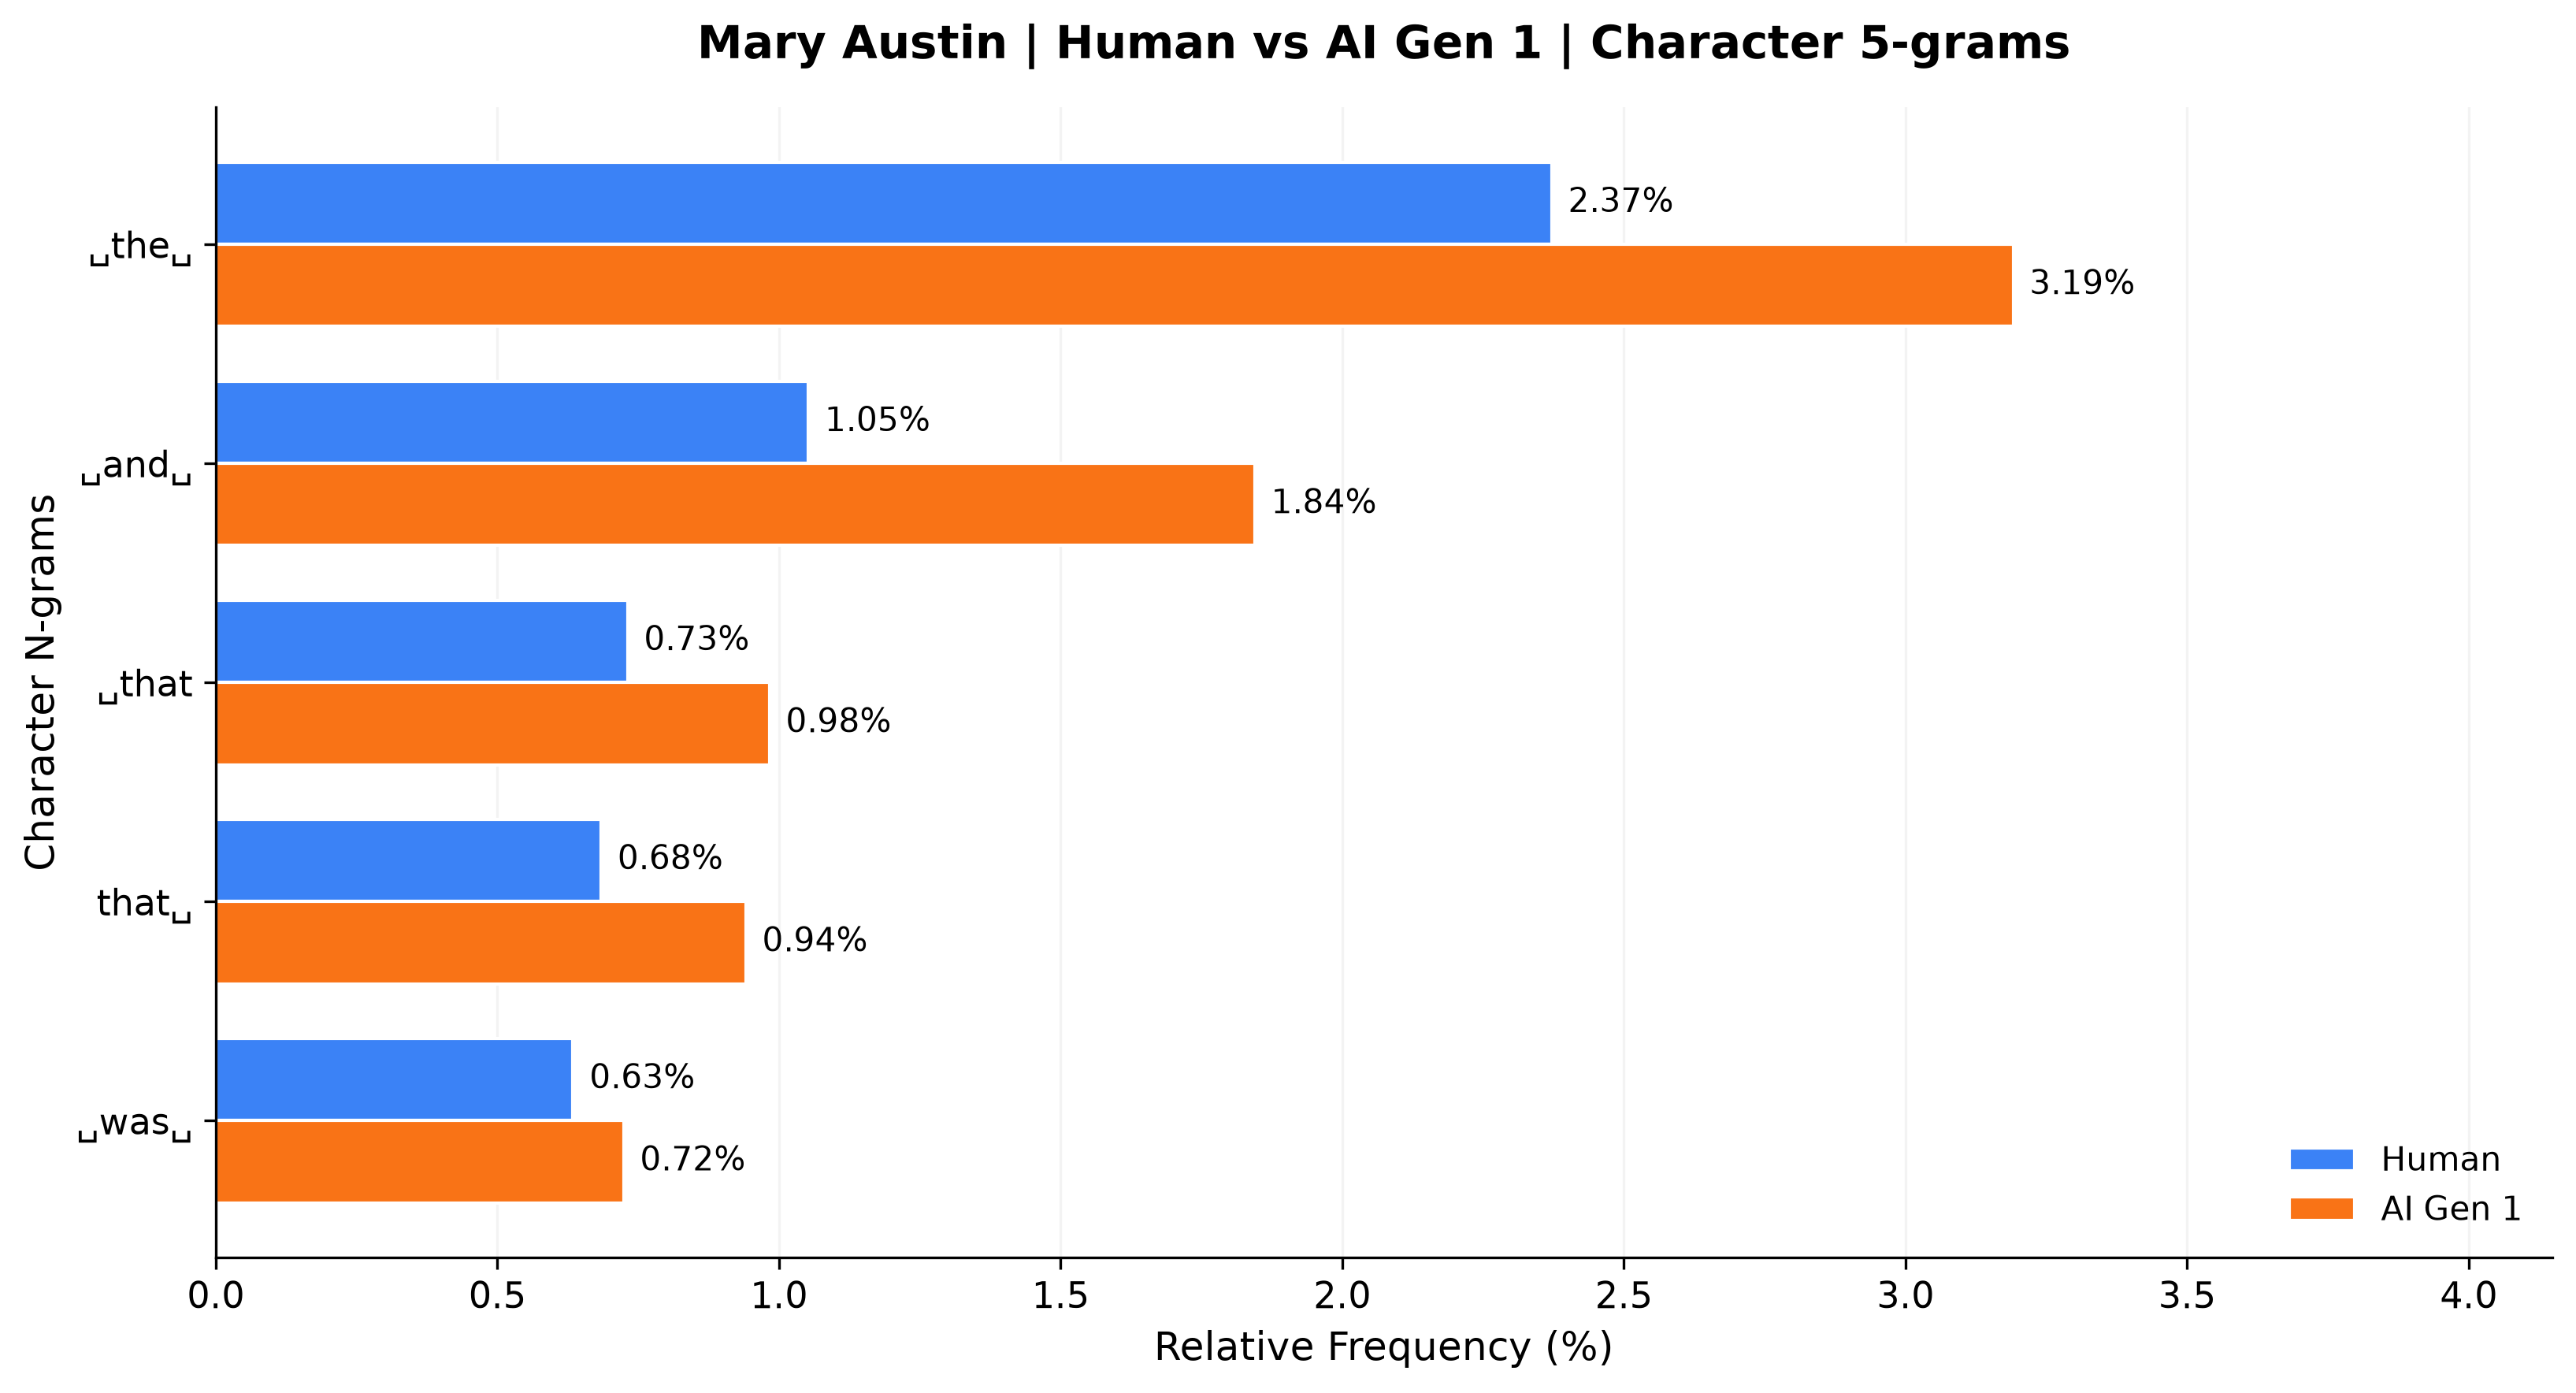 Mary Austin | Human vs AI Gen 1 | Character 5-grams
Character N-grams
␣the␣
2.37%
3.19%
␣and␣
1.05%
1.84%
␣that
0.73%
0.98%
that␣
0.68%
0.94%
␣was␣
0.63%
0.72%
Human
AI Gen 1
0.0 0.5 1.0 1.5 2.0 2.5 3.0 3.5 4.0
Relative Frequency (%)